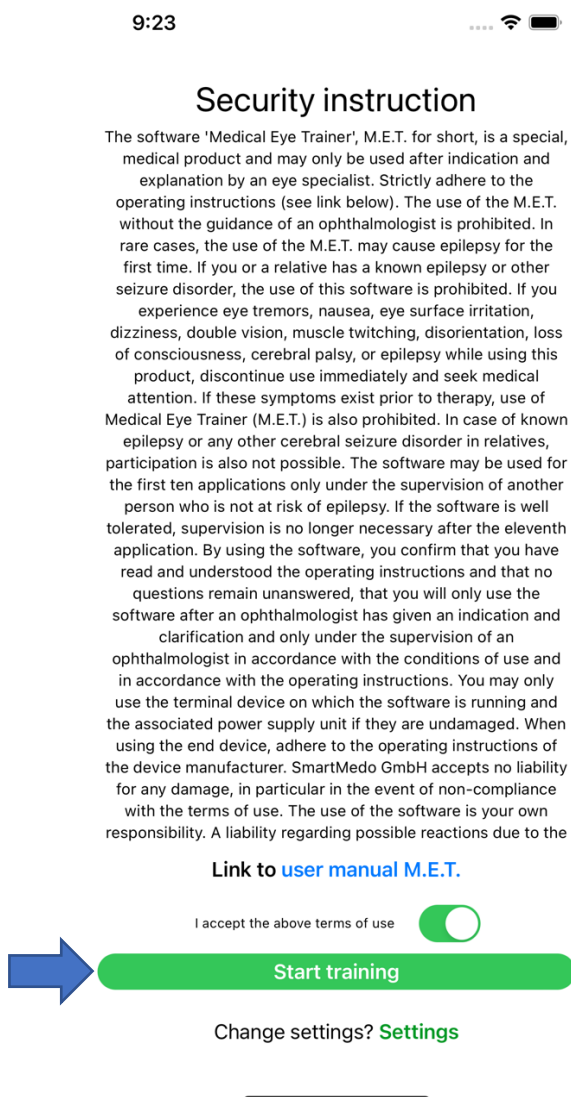 9:23
Security instruction
The software 'Medical Eye Trainer', M.E.T. for short, is a special,
medical product and may only be used after indication and
explanation by an eye specialist. Strictly adhere to the
operating instructions (see link below). The use of the M.E.T.
without the guidance of an ophthalmologist is prohibited. In
rare cases, the use of the M.E.T. may cause epilepsy for the
first time. If you or a relative has a known epilepsy or other
seizure disorder, the use of this software is prohibited. If you
experience eye tremors, nausea, eye surface irritation,
dizziness, double vision, muscle twitching, disorientation, loss
of consciousness, cerebral palsy, or epilepsy while using this
product, discontinue use immediately and seek medical
attention. If these symptoms exist prior to therapy, use of
Medical Eye Trainer (M.E.T.) is also prohibited. In case of known
epilepsy or any other cerebral seizure disorder in relatives,
participation is also not possible. The software may be used for
the first ten applications only under the supervision of another
person who is not at risk of epilepsy. If the software is well
tolerated, supervision is no longer necessary after the eleventh
application. By using the software, you confirm that you have
read and understood the operating instructions and that no
questions remain unanswered, that you will only use the
software after an ophthalmologist has given an indication and
clarification and only under the supervision of an
ophthalmologist in accordance with the conditions of use and
in accordance with the operating instructions. You may only
use the terminal device on which the software is running and
the associated power supply unit if they are undamaged. When
using the end device, adhere to the operating instructions of
the device manufacturer. SmartMedo GmbH accepts no liability
for any damage, in particular in the event of non-compliance
with the terms of use. The use of the software is your own
responsibility. A liability regarding possible reactions due to the
Link to user manual M.E.T.
I accept the above terms of use
Start training
Change settings? Settings